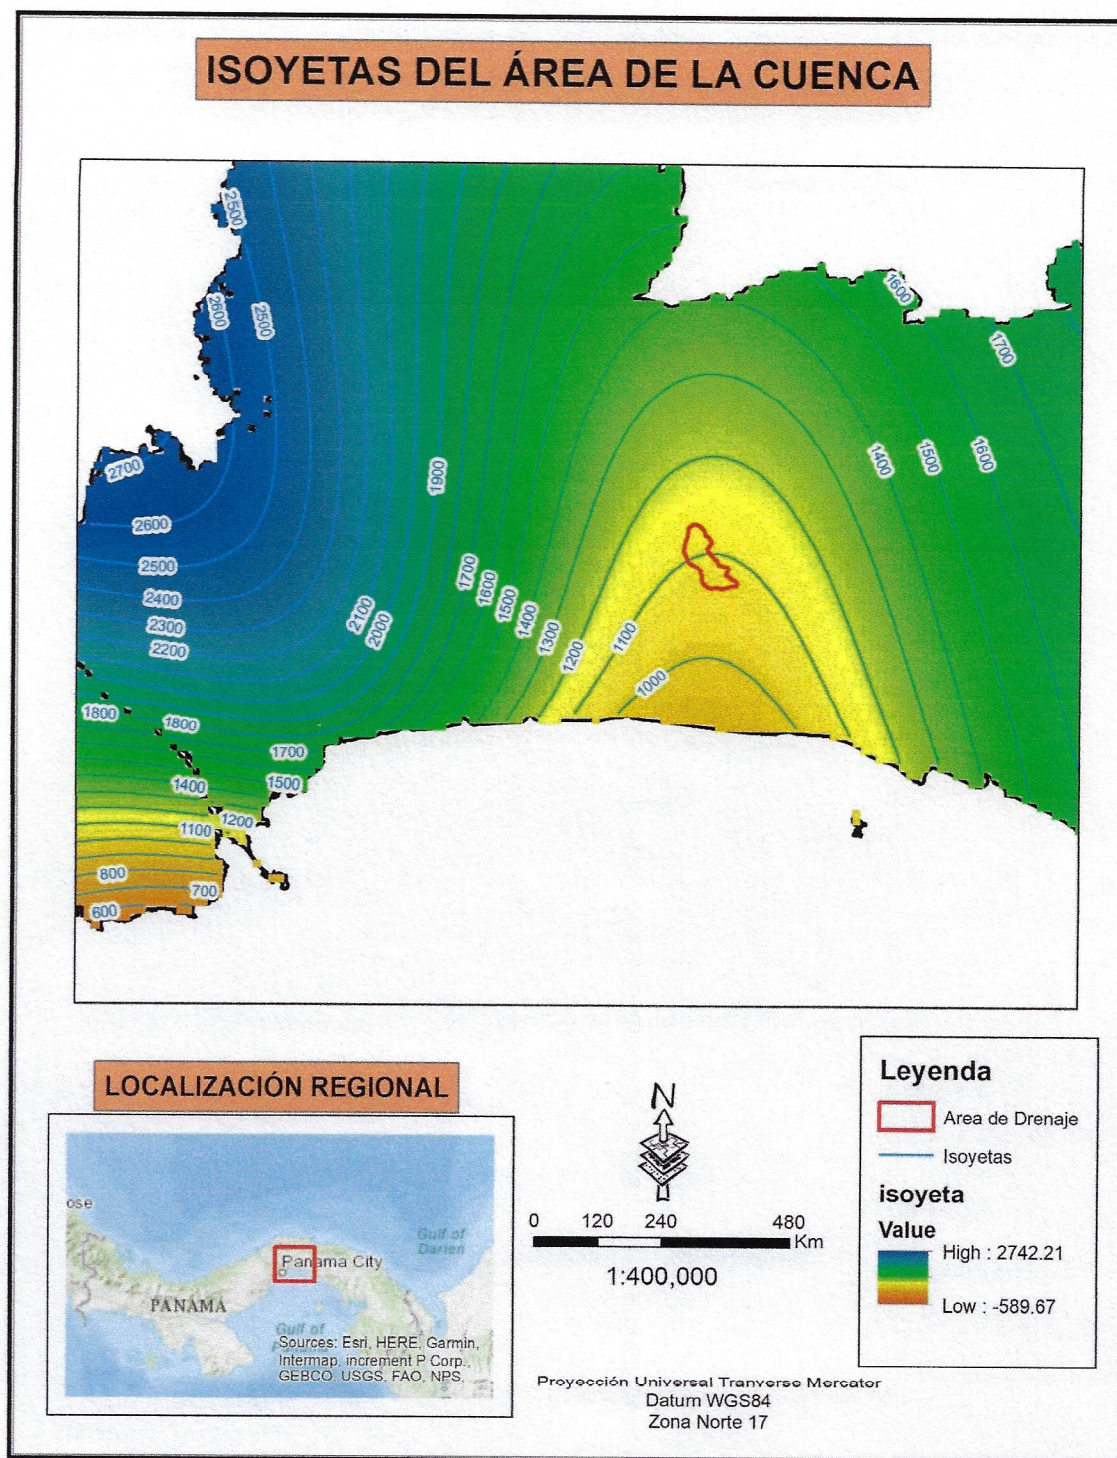 ISOYETAS DEL ÁREA DE LA CUENCA
2500
2600
2500
1600
1700
2700
1900
1400
1500
1600
2600
2500
2400
2300
2200
2100
2000
1700
1600
1500
1400
1300
1200
1100
1000
1800
1800
1700
1400
1500
1200
1100
800
700
600
LOCALIZACIÓN REGIONAL
ose
Gulf of
Darien
Panama City
PANAMA
Gulf of
Sources: Esri, HERE, Garmin,
Intermap, increment P Corp.,
GEBCO, USGS, FAO, NPS,
N
0 120 240 480
Km
1:400,000
Proyección Universal Tranverso Mercator
Datum WGS84
Zona Norte 17
Leyenda
Area de Drenaje
Isoyetas
isoyeta
Value
High : 2742.21
Low : -589.67